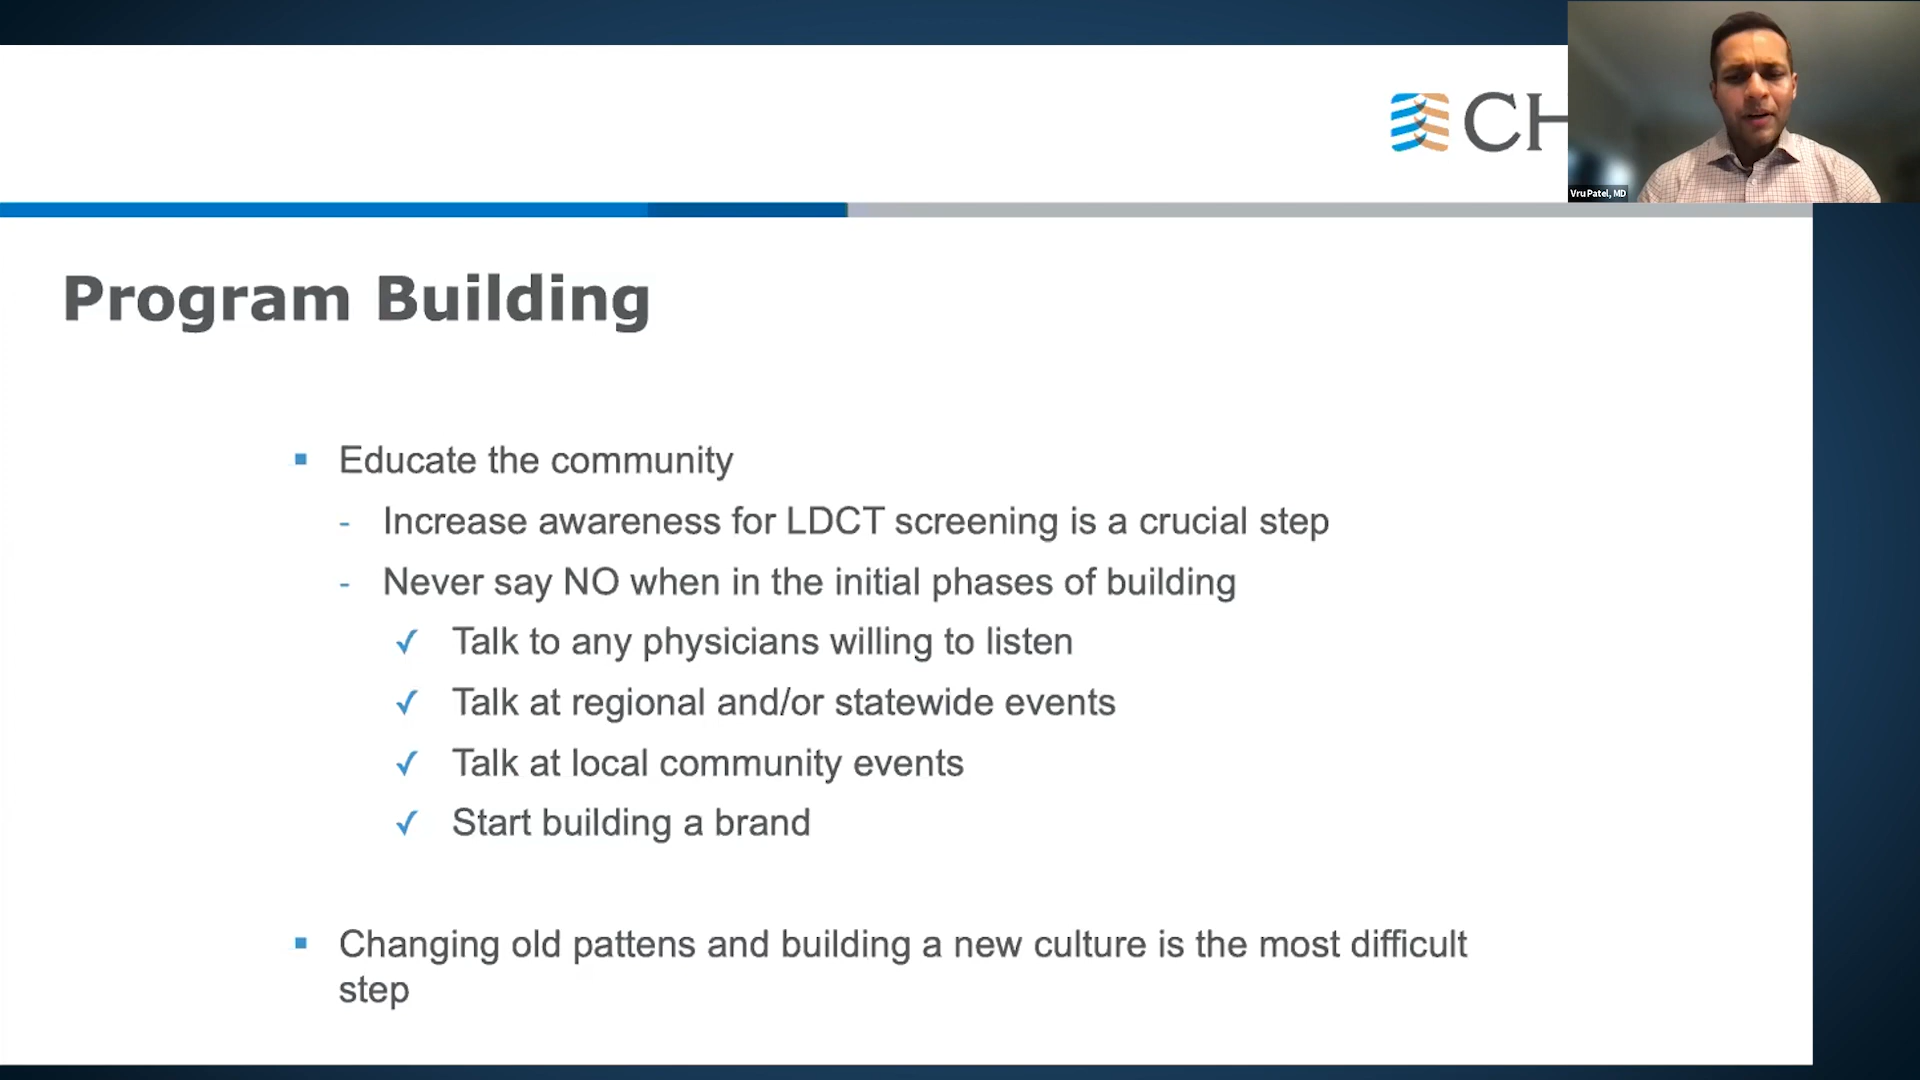 CH
Vru Patel, MD
Program Building
Educate the community
- Increase awareness for LDCT screening is a crucial step
- Never say NO when in the initial phases of building
✓ Talk to any physicians willing to listen
✓ Talk at regional and/or statewide events
✓ Talk at local community events
✓ Start building a brand
Changing old pattens and building a new culture is the most difficult
step